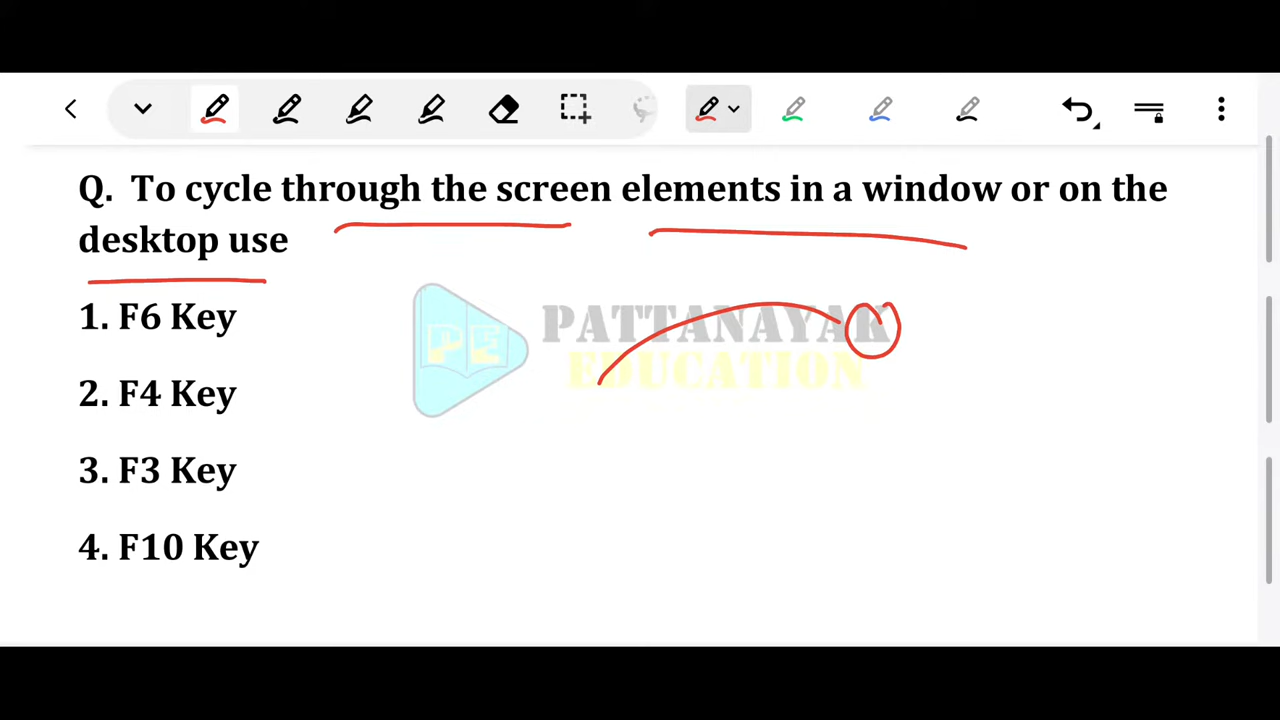 Q. To cycle through the screen elements in a window or on the
desktop use
1. F6 Key
PATTANAYAK
PE
EDUCATION
2. F4 Key
3. F3 Key
4. F10 Key